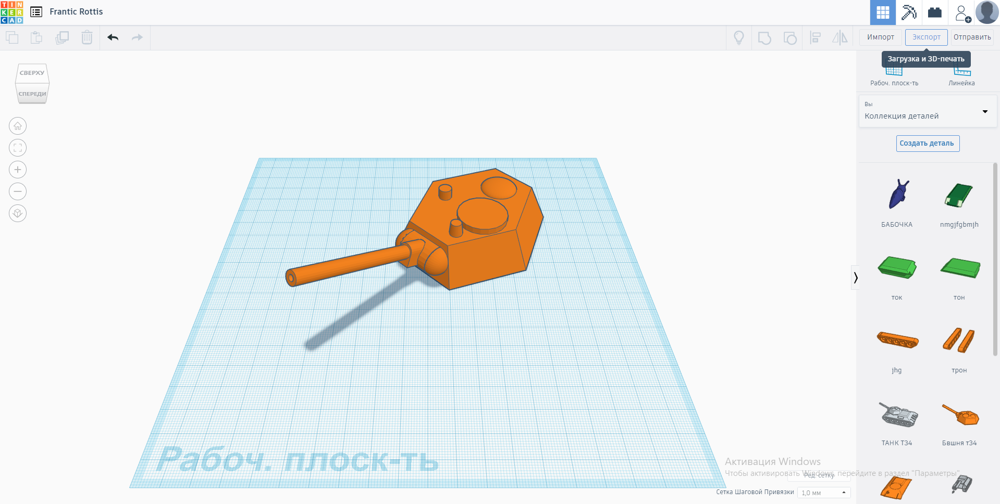 TIN
KER
CAD
Frantic Rottis
Импорт
Экспорт
Отправить
Загрузка и 3D-печать
Рабоч. плоск-ть
Линейка
СВЕРХУ
СПЕРЕДИ
Вы
Коллекция деталей
Создать деталь
БАБОЧКА
nmgjfgbmjh
ток
тон
jhg
трон
ТАНК Т34
Бвшня т34
Рабоч. плоск-ть
Активация Windows
Чтобы активировать Windows, перейдите в раздел "Параметры".
Ред. сетку
Сетка Шаговой Привязки
1,0 мм